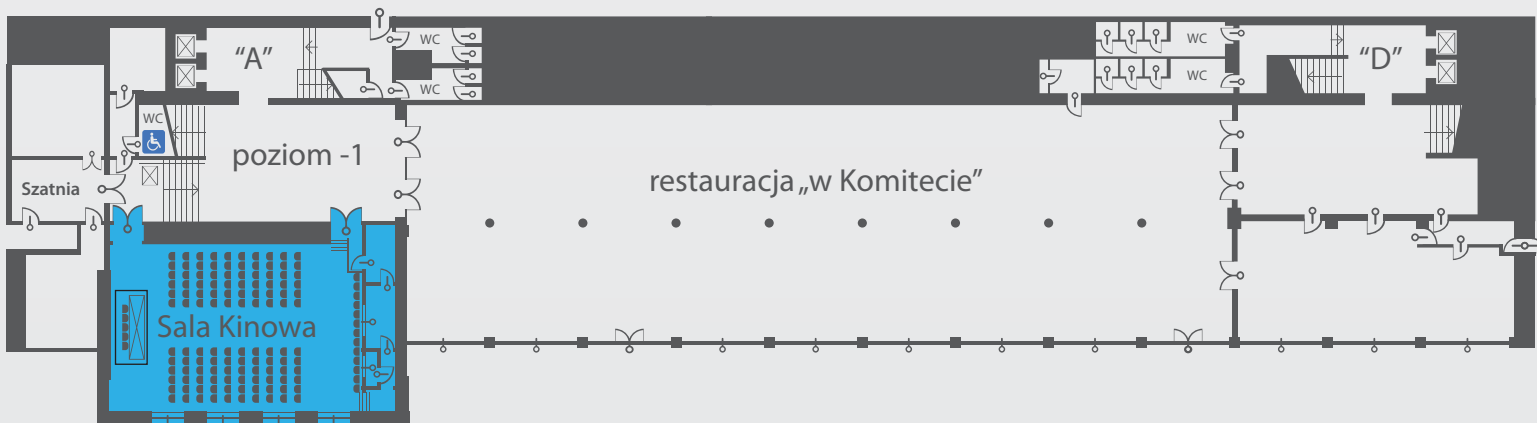 "A"
WC
WC
WC
WC
"D"
WC
poziom -1
restauracja „w Komitecie”
Szatnia
Sala Kinowa